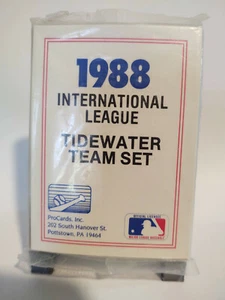 1988
INTERNATIONAL
LEAGUE
TIDEWATER
TEAM SET
ProCards, Inc.
202 South Hanover St.
Pottstown, PA 19464